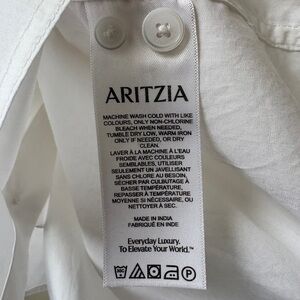 ARITZIA
MACHINE WASH COLD WITH LIKE
COLOURS, ONLY NON-CHLORINE
BLEACH WHEN NEEDED,
TUMBLE DRY LOW, WARM IRON
IF NEEDED, OR DRY
CLEAN.
LAVER À LA MACHINE À L'EAU
FROIDE AVEC COULEURS
SEMBLABLES, UTILISER
SEULEMENT UN JAVELLISANT
SANS CHLORE AU BESOIN,
SÉCHER PAR CULBUTAGE À
BASSE TEMPÉRATURE,
REPASSER À TEMPÉRATURE
MOYENNE SI NÉCESSAIRE, OU
NETTOYER À SEC.
MADE IN INDIA
FABRIQUÉ EN INDE
Everyday Luxury.
To Elevate Your World.™